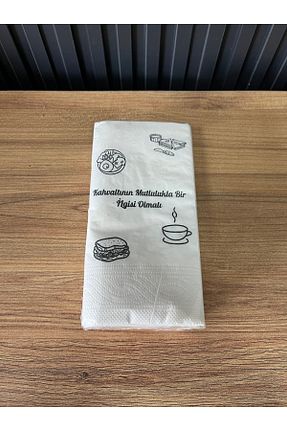 Kahvaltının Mutlulukla Bir
İlgisi Olmalı